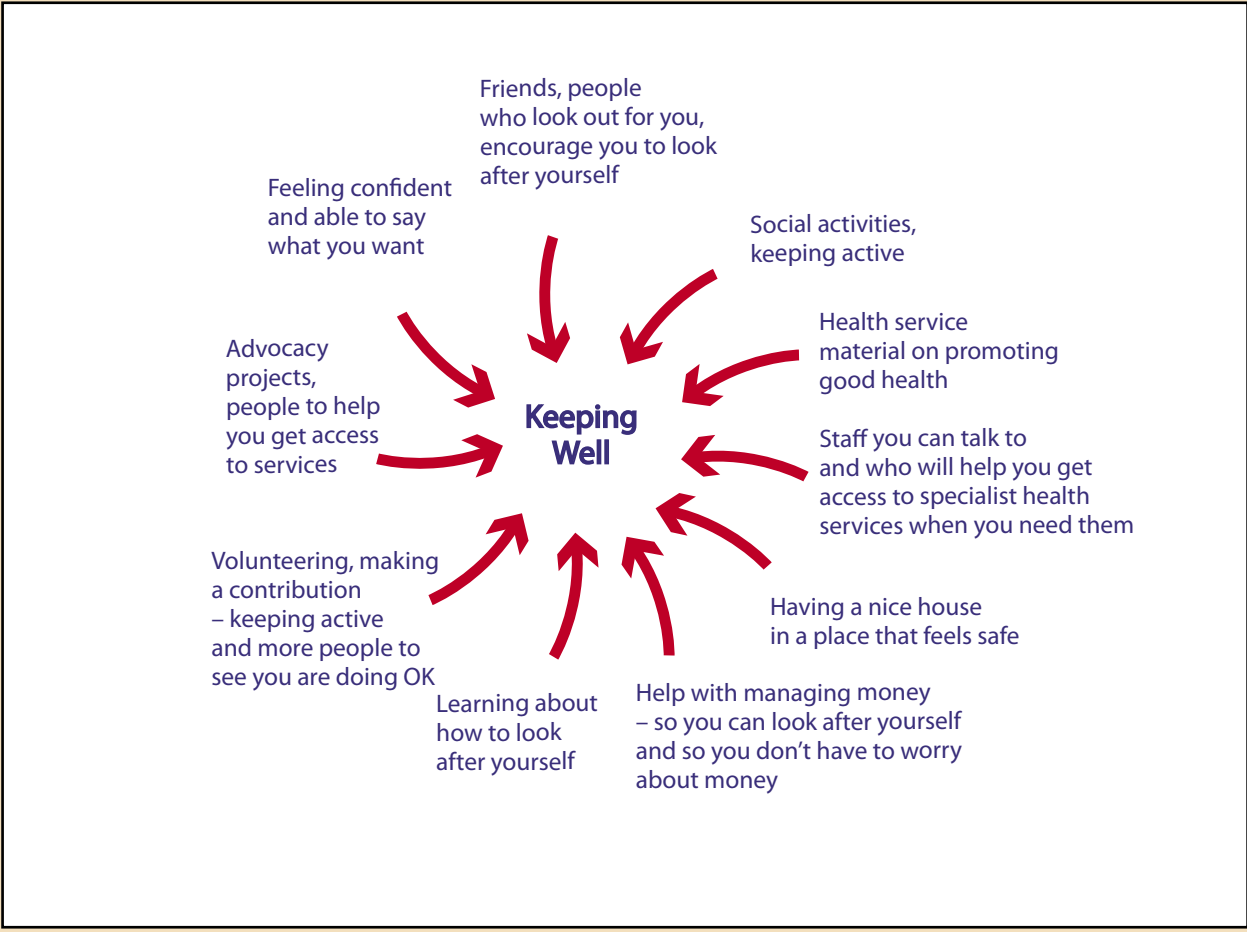 Friends, people
who look out for you,
encourage you to look
after yourself
Feeling confident
and able to say
what you want
Social activities,
keeping active
Health service
material on promoting
good health
Advocacy
projects,
people to help
you get access
to services
Keeping
Well
Staff you can talk to
and who will help you get
access to specialist health
services when you need them
Volunteering, making
a contribution
– keeping active
and more people to
see you are doing OK
Having a nice house
in a place that feels safe
Learning about
how to look
after yourself
Help with managing money
– so you can look after yourself
and so you don’t have to worry
about money